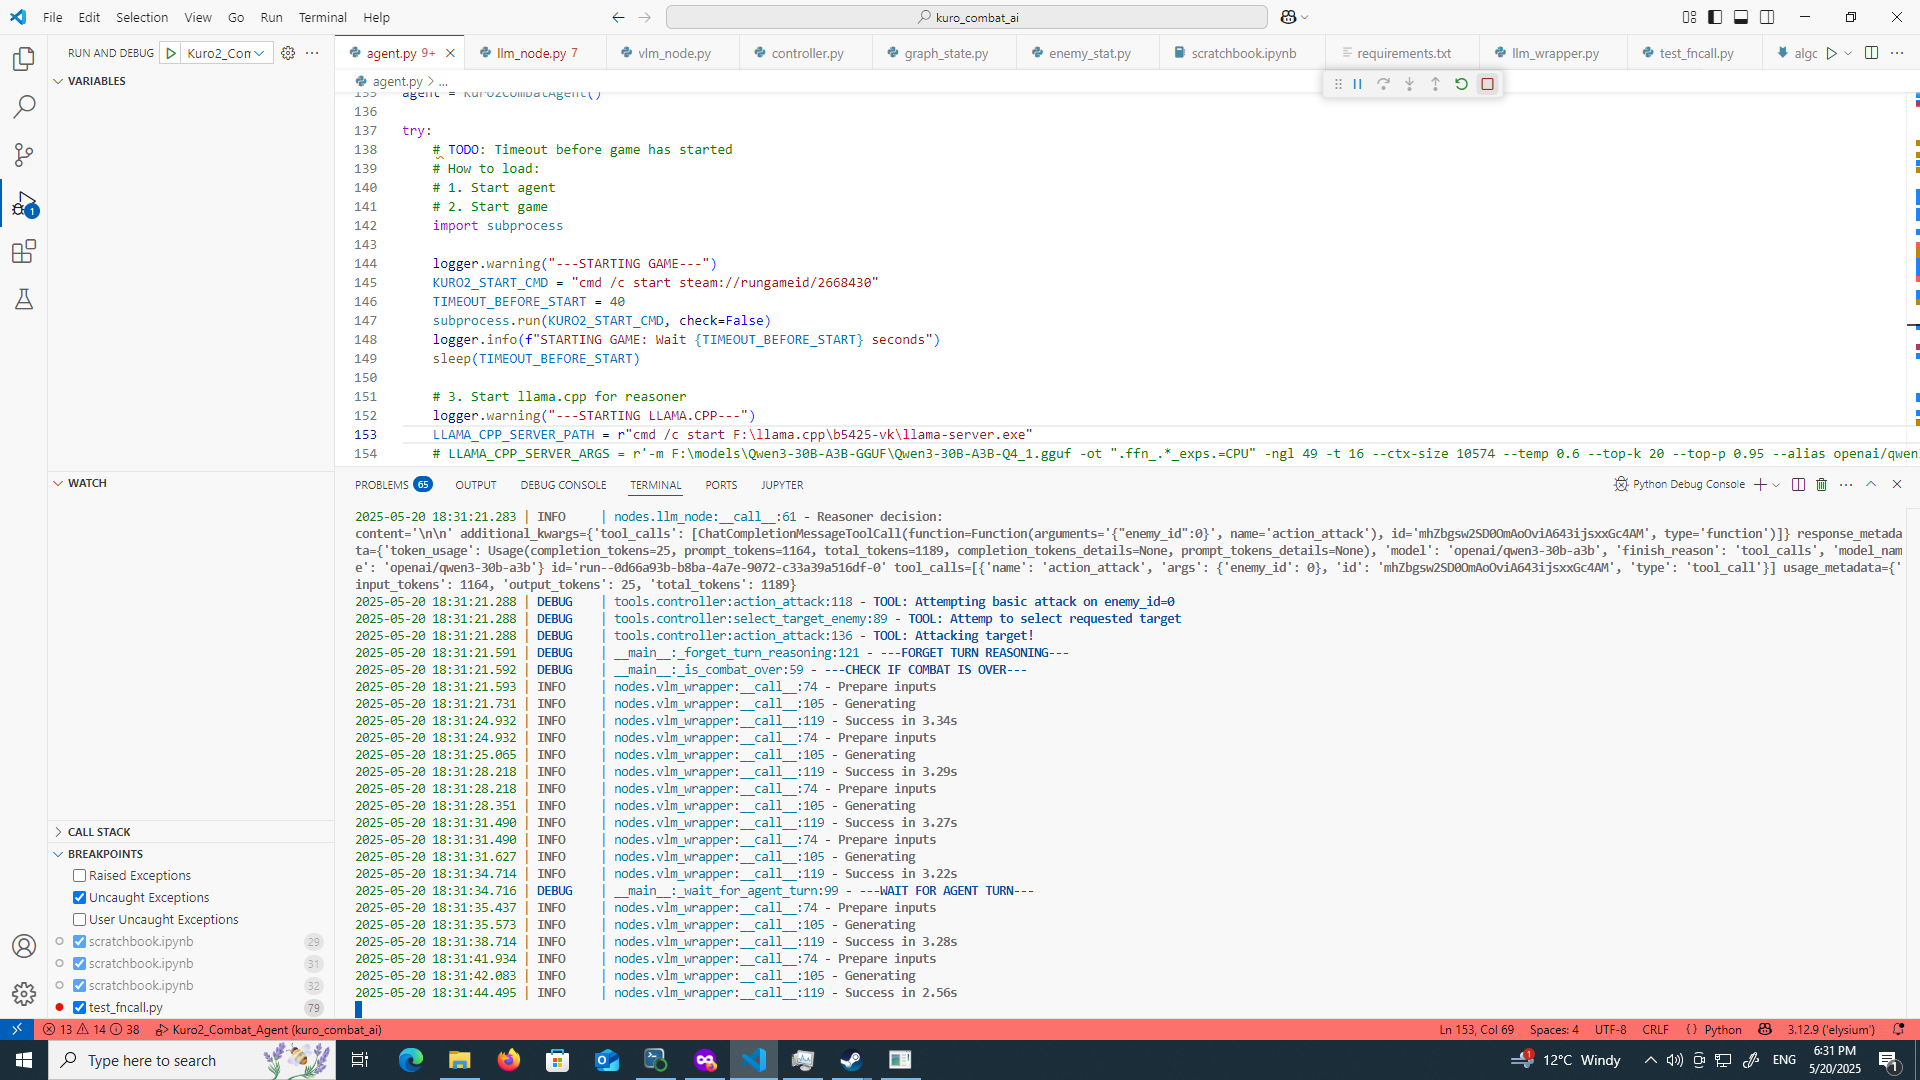 File Edit Selection View Go Run Terminal Help
kuro_combat_ai
RUN AND DEBUG Kuro2_Com
agent.py 9+
llm_node.py 7
vlm_node.py
controller.py
graph_state.py
enemy_stat.py
scratchbook.ipynb
requirements.txt
llm_wrapper.py
test_fncall.py
algc
VARIABLES
agent.py > ...
135 agent = Kuro2CombatAgent()
136
137 try:
138 # TODO: Timeout before game has started
139 # How to load:
140 # 1. Start agent
141 # 2. Start game
142 import subprocess
143
144 logger.warning("---STARTING GAME---")
145 KURO2_START_CMD = "cmd /c start steam://rungameid/2668430"
146 TIMEOUT_BEFORE_START = 40
147 subprocess.run(KURO2_START_CMD, check=False)
148 logger.info(f"STARTING GAME: Wait {TIMEOUT_BEFORE_START} seconds")
149 sleep(TIMEOUT_BEFORE_START)
150
151 # 3. Start llama.cpp for reasoner
152 logger.warning("---STARTING LLAMA.CPP---")
153 LLAMA_CPP_SERVER_PATH = r"cmd /c start F:\llama.cpp\b5425-vk\llama-server.exe"
154 # LLAMA_CPP_SERVER_ARGS = r'-m F:\models\Qwen3-30B-A3B-GGUF\Qwen3-30B-A3B-Q4_1.gguf -ot ".ffn_.*_exps.=CPU" -ngl 49 -t 16 --ctx-size 10574 --temp 0.6 --top-k 20 --top-p 0.95 --alias openai/qwen3
WATCH
CALL STACK
BREAKPOINTS
Raised Exceptions
Uncaught Exceptions
User Uncaught Exceptions
scratchbook.ipynb 29
scratchbook.ipynb 31
scratchbook.ipynb 32
test_fncall.py 79
PROBLEMS 65 OUTPUT DEBUG CONSOLE TERMINAL PORTS JUPYTER
Python Debug Console
2025-05-20 18:31:21.283 | INFO | nodes.llm_node:__call__:61 - Reasoner decision:
content='\n\n' additional_kwargs={'tool_calls': [ChatCompletionMessageToolCall(function=Function(arguments='{"enemy_id":0}', name='action_attack'), id='mhZbgsw2SD0OmAoOviA643ijsxxGc4AM', type='function')]} response_metada
ta={'token_usage': Usage(completion_tokens=25, prompt_tokens=1164, total_tokens=1189, completion_tokens_details=None, prompt_tokens_details=None), 'model': 'openai/qwen3-30b-a3b', 'finish_reason': 'tool_calls', 'model_nam
e': 'openai/qwen3-30b-a3b'} id='run--0d66a93b-b8ba-4a7e-9072-c33a39a516df-0' tool_calls=[{'name': 'action_attack', 'args': {'enemy_id': 0}, 'id': 'mhZbgsw2SD0OmAoOviA643ijsxxGc4AM', 'type': 'tool_call'}] usage_metadata={'
input_tokens': 1164, 'output_tokens': 25, 'total_tokens': 1189}
2025-05-20 18:31:21.288 | DEBUG | tools.controller:action_attack:118 - TOOL: Attempting basic attack on enemy_id=0
2025-05-20 18:31:21.288 | DEBUG | tools.controller:select_target_enemy:89 - TOOL: Attemp to select requested target
2025-05-20 18:31:21.288 | DEBUG | tools.controller:action_attack:136 - TOOL: Attacking target!
2025-05-20 18:31:21.591 | DEBUG | __main__:_forget_turn_reasoning:121 - ---FORGET TURN REASONING---
2025-05-20 18:31:21.592 | DEBUG | __main__:_is_combat_over:59 - ---CHECK IF COMBAT IS OVER---
2025-05-20 18:31:21.593 | INFO | nodes.vlm_wrapper:__call__:74 - Prepare inputs
2025-05-20 18:31:21.731 | INFO | nodes.vlm_wrapper:__call__:105 - Generating
2025-05-20 18:31:24.932 | INFO | nodes.vlm_wrapper:__call__:119 - Success in 3.34s
2025-05-20 18:31:24.932 | INFO | nodes.vlm_wrapper:__call__:74 - Prepare inputs
2025-05-20 18:31:25.065 | INFO | nodes.vlm_wrapper:__call__:105 - Generating
2025-05-20 18:31:28.218 | INFO | nodes.vlm_wrapper:__call__:119 - Success in 3.29s
2025-05-20 18:31:28.218 | INFO | nodes.vlm_wrapper:__call__:74 - Prepare inputs
2025-05-20 18:31:28.351 | INFO | nodes.vlm_wrapper:__call__:105 - Generating
2025-05-20 18:31:31.490 | INFO | nodes.vlm_wrapper:__call__:119 - Success in 3.27s
2025-05-20 18:31:31.490 | INFO | nodes.vlm_wrapper:__call__:74 - Prepare inputs
2025-05-20 18:31:31.627 | INFO | nodes.vlm_wrapper:__call__:105 - Generating
2025-05-20 18:31:34.714 | INFO | nodes.vlm_wrapper:__call__:119 - Success in 3.22s
2025-05-20 18:31:34.716 | DEBUG | __main__:_wait_for_agent_turn:99 - ---WAIT FOR AGENT TURN---
2025-05-20 18:31:35.437 | INFO | nodes.vlm_wrapper:__call__:74 - Prepare inputs
2025-05-20 18:31:35.573 | INFO | nodes.vlm_wrapper:__call__:105 - Generating
2025-05-20 18:31:38.714 | INFO | nodes.vlm_wrapper:__call__:119 - Success in 3.28s
2025-05-20 18:31:41.934 | INFO | nodes.vlm_wrapper:__call__:74 - Prepare inputs
2025-05-20 18:31:42.083 | INFO | nodes.vlm_wrapper:__call__:105 - Generating
2025-05-20 18:31:44.495 | INFO | nodes.vlm_wrapper:__call__:119 - Success in 2.56s
13 14 38 Kuro2_Combat_Agent (kuro_combat_ai)
Ln 153, Col 69 Spaces: 4 UTF-8 CRLF { } Python 3.12.9 ('elysium')
Type here to search
12°C Windy
ENG
6:31 PM
5/20/2025